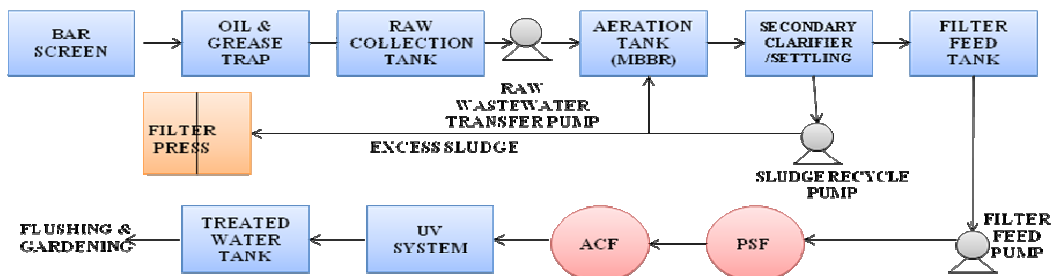 BAR
SCREEN
OIL &
GREASE
TRAP
RAW
COLLECTION
TANK
AERATION
TANK
(MBBR)
SECONDARY
CLARIFIER
/SETTLING
FILTER
FEED
TANK
RAW
WASTEWATER
TRANSFER PUMP
FILTER
PRESS
EXCESS SLUDGE
SLUDGE RECYCLE
PUMP
FLUSHING &
GARDENING
TREATED
WATER
TANK
UV
SYSTEM
ACF
PSF
FILTER
FEED
PUMP